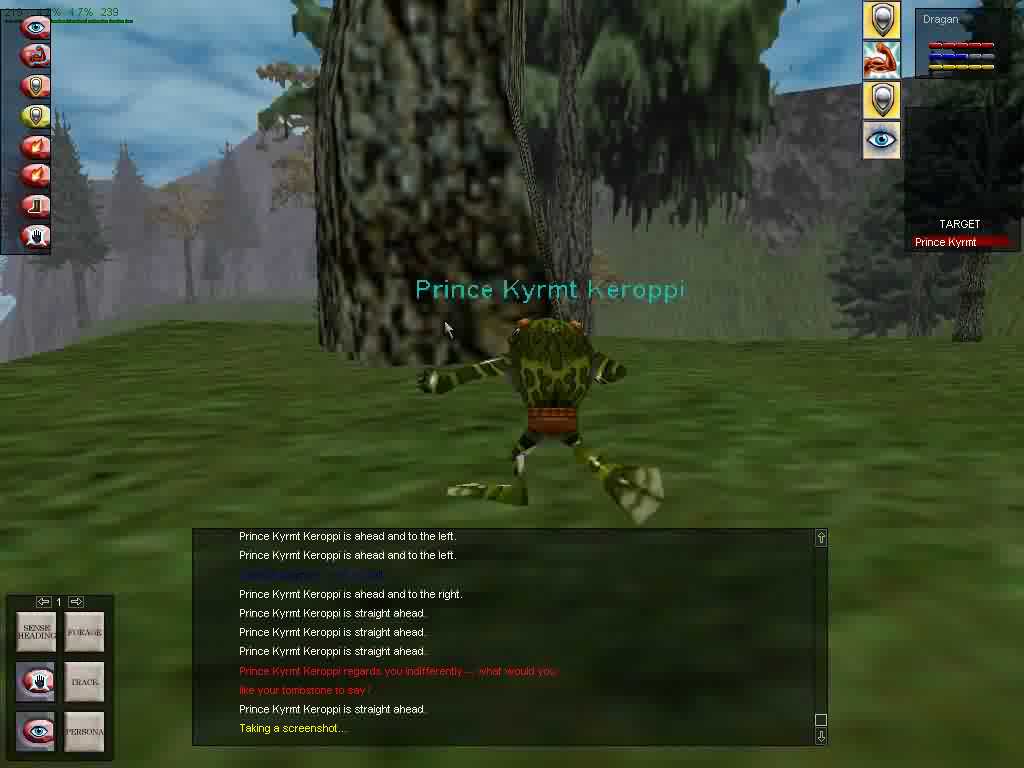 4.7% 239
Dragan
TARGET
Prince Kyrmt
Prince Kyrmt Keroppi
Prince Kyrmt Keroppi is ahead and to the left.
Prince Kyrmt Keroppi is ahead and to the left.
Prince Kyrmt Keroppi is ahead and to the right.
Prince Kyrmt Keroppi is straight ahead.
Prince Kyrmt Keroppi is straight ahead.
Prince Kyrmt Keroppi is straight ahead.
Prince Kyrmt Keroppi regards you indifferently -- what would you
like your tombstone to say?
Prince Kyrmt Keroppi is straight ahead.
Taking a screenshot...
1
SENSE
HEADING
FORAGE
TRACK
PERSONA